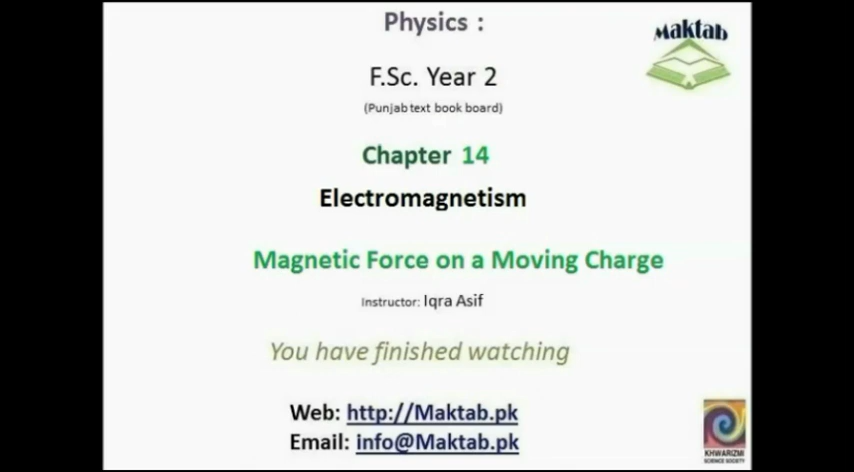 Physics :
Maktab
F.Sc. Year 2
(Punjab text book board)
Chapter 14
Electromagnetism
Magnetic Force on a Moving Charge
Instructor: Iqra Asif
You have finished watching
Web: http://Maktab.pk
Email: info@Maktab.pk
KHWARIZMI
SCIENCE SOCIETY